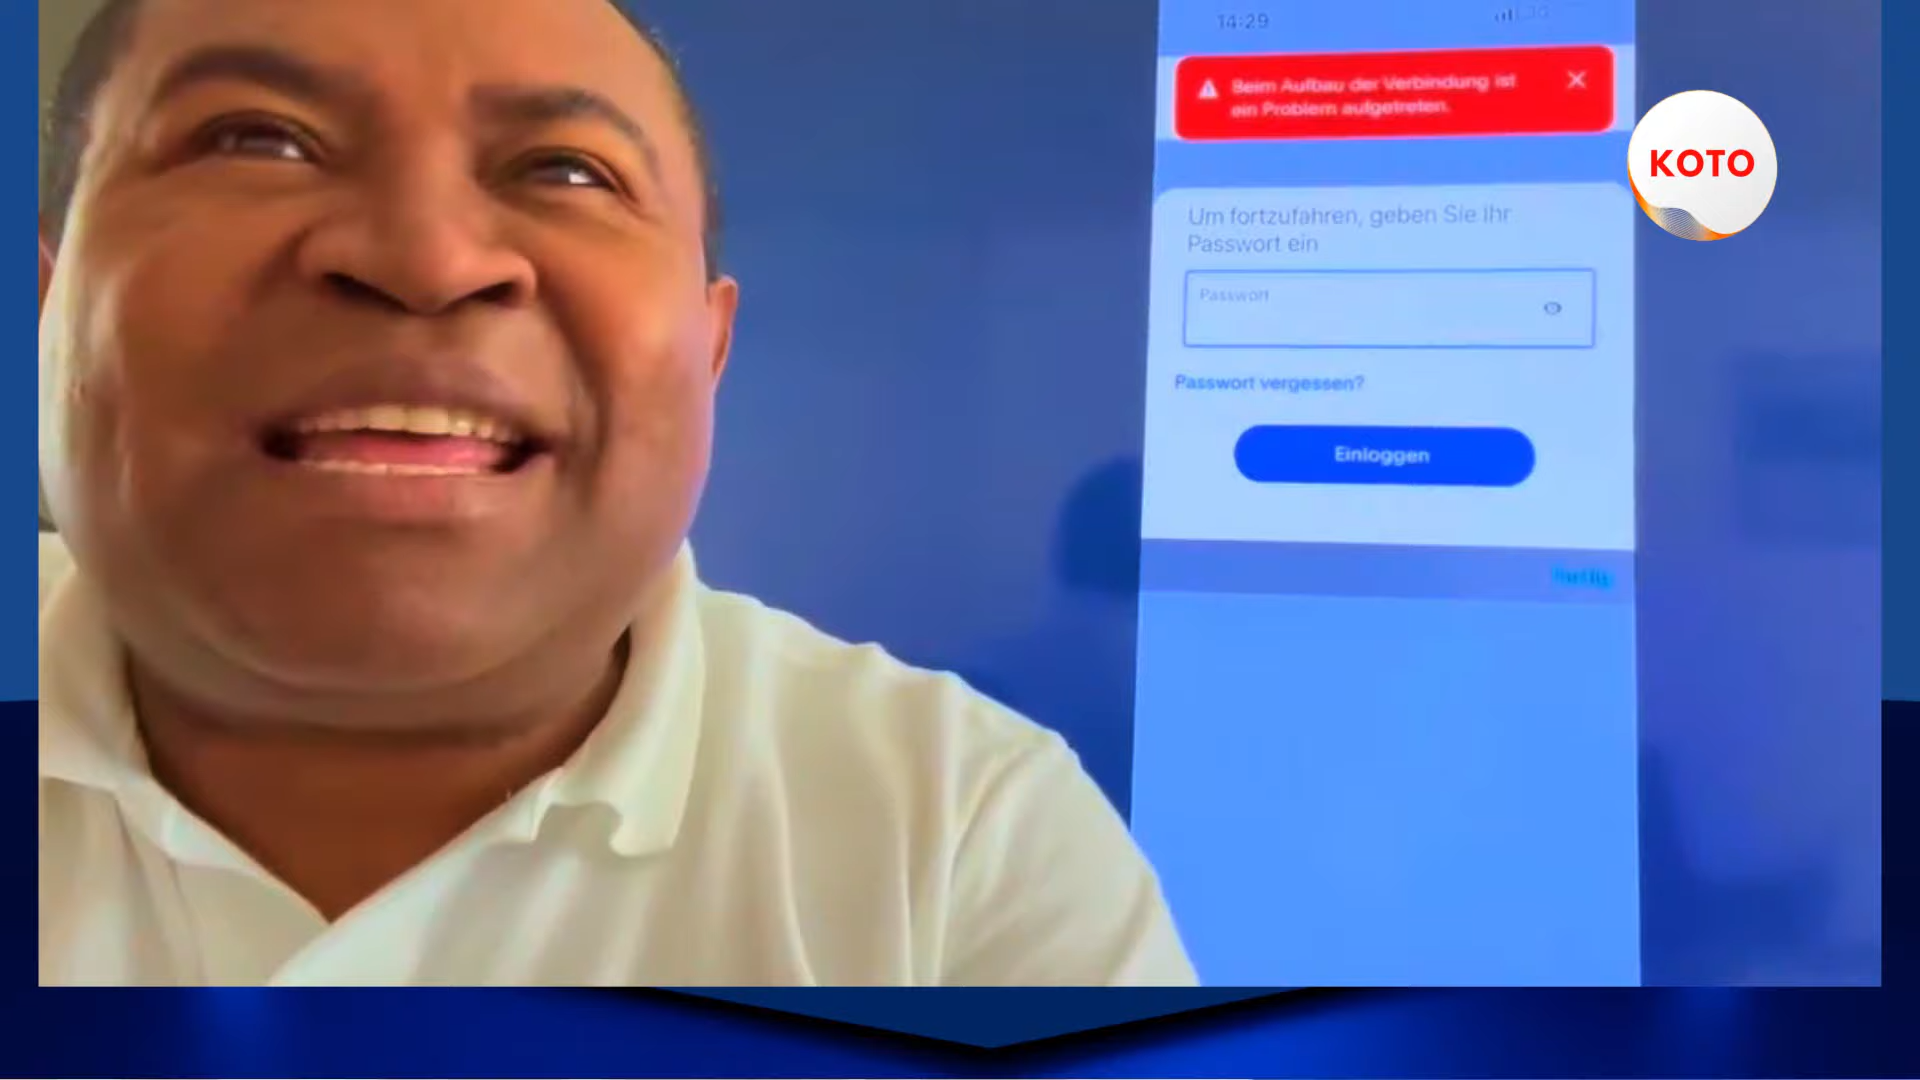 14:29
Beim Aufbau der Verbindung ist
ein Problem aufgetreten.
KOTO
Um fortzufahren, geben Sie Ihr
Passwort ein
Passwort
Passwort vergessen?
Einloggen